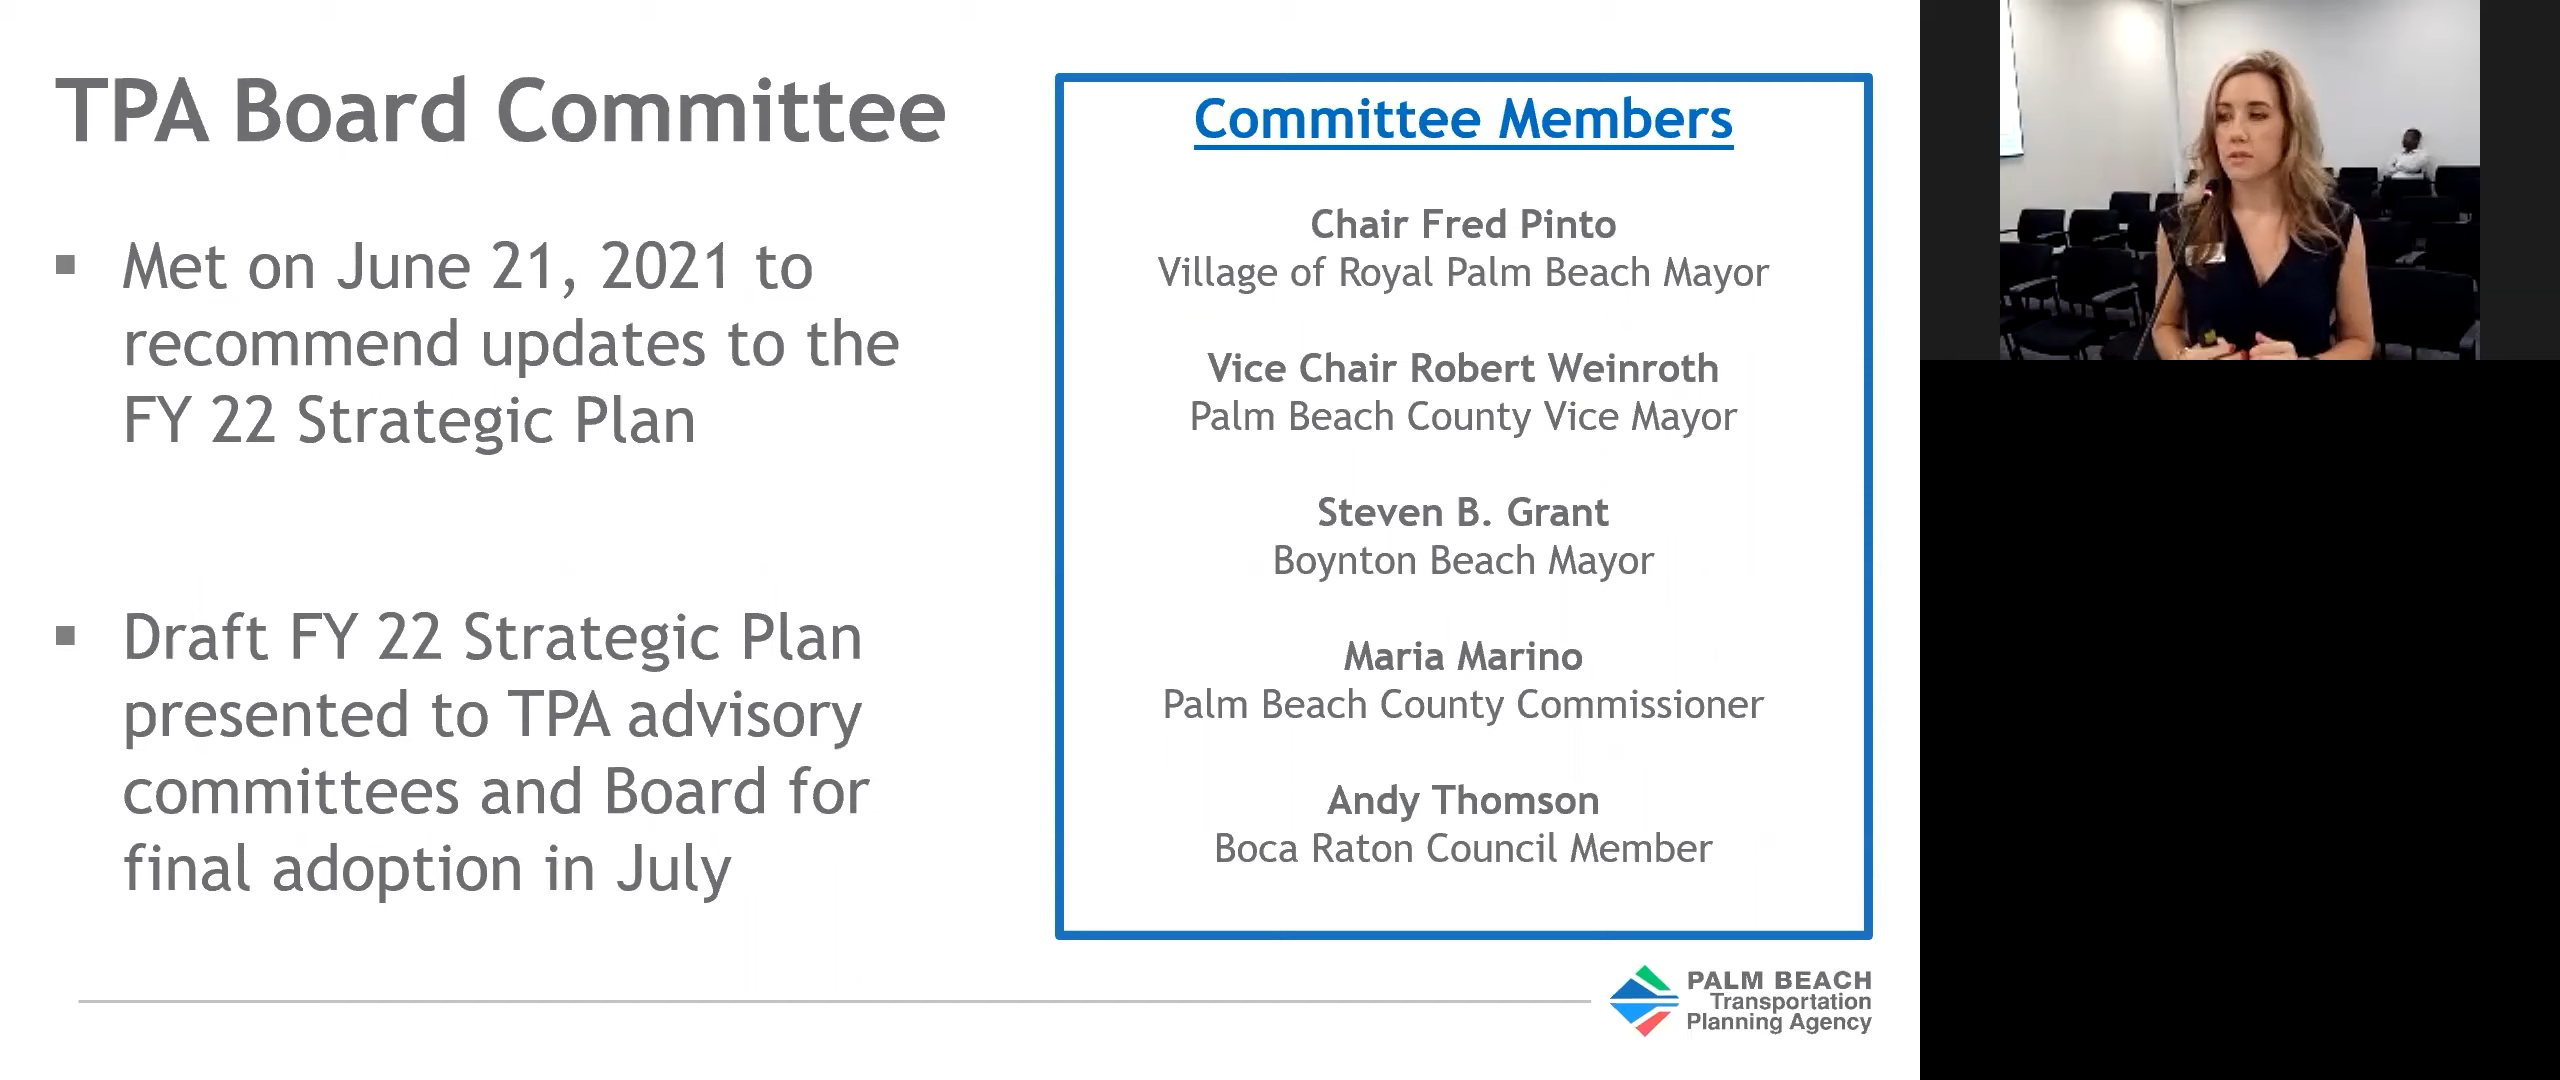 TPA Board Committee
▪ Met on June 21, 2021 to
recommend updates to the
FY 22 Strategic Plan
▪ Draft FY 22 Strategic Plan
presented to TPA advisory
committees and Board for
final adoption in July
Committee Members
Chair Fred Pinto
Village of Royal Palm Beach Mayor
Vice Chair Robert Weinroth
Palm Beach County Vice Mayor
Steven B. Grant
Boynton Beach Mayor
Maria Marino
Palm Beach County Commissioner
Andy Thomson
Boca Raton Council Member
PALM BEACH
Transportation
Planning Agency